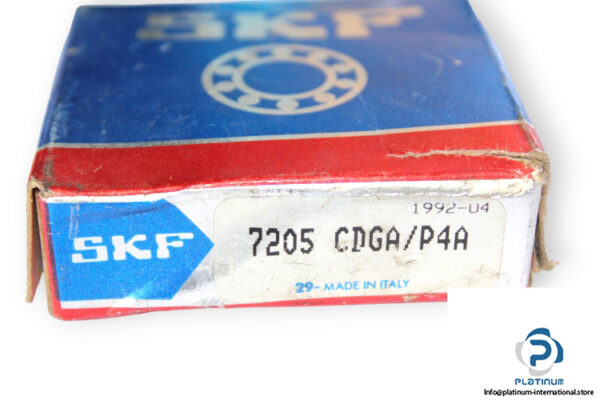 SKF
1992-04
SKF
7205 CDGA/P4A
29- MADE IN ITALY
PLATINUM
Info@platinum-international.store